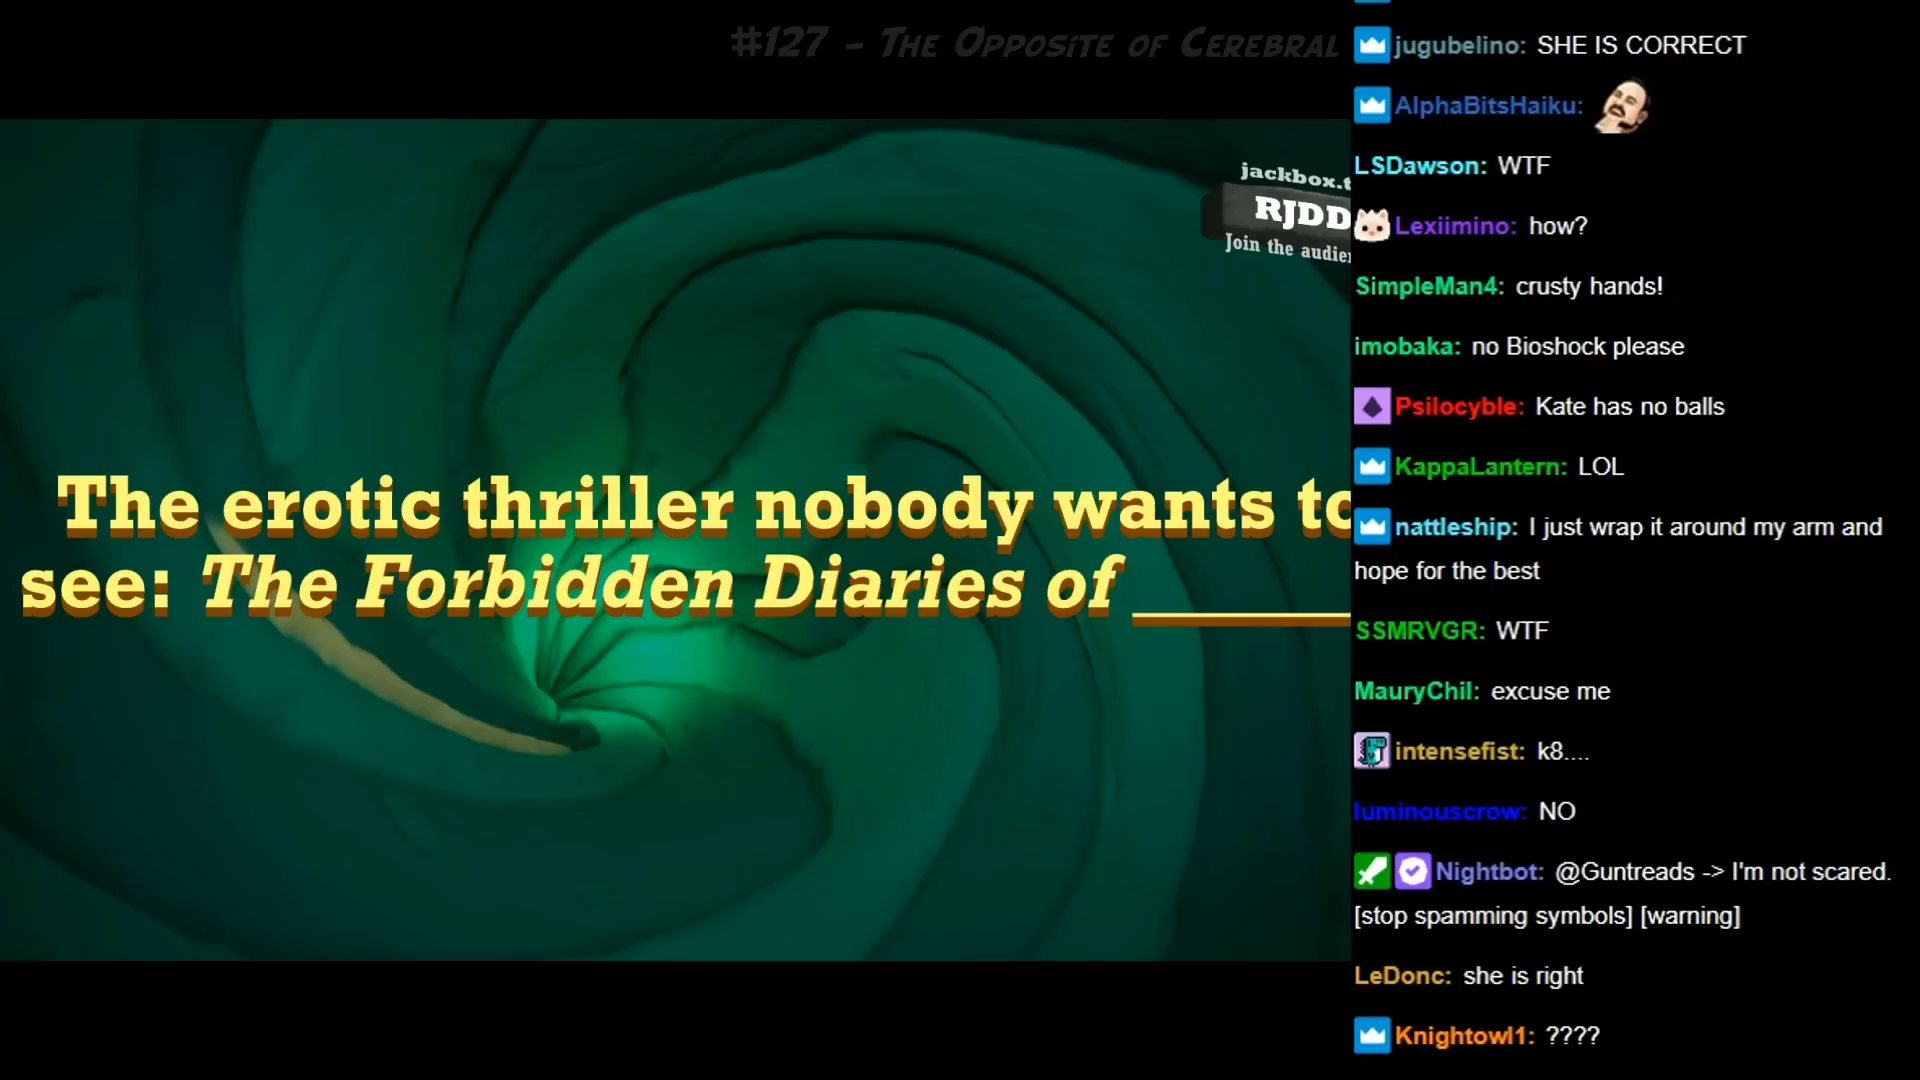 #127 - The Opposite of Cerebral
jackbox.t
RJDD
Join the audie
The erotic thriller nobody wants to
see: The Forbidden Diaries of ______
jugubelino: SHE IS CORRECT
AlphaBitsHaiku:
LSDawson: WTF
Lexiimino: how?
SimpleMan4: crusty hands!
imobaka: no Bioshock please
Psilocyble: Kate has no balls
KappaLantern: LOL
nattleship: I just wrap it around my arm and
hope for the best
SSMRVGR: WTF
MauryChil: excuse me
intensefist: k8....
luminouscrow: NO
Nightbot: @Guntreads -> I'm not scared.
[stop spamming symbols] [warning]
LeDonc: she is right
Knightowl1: ????